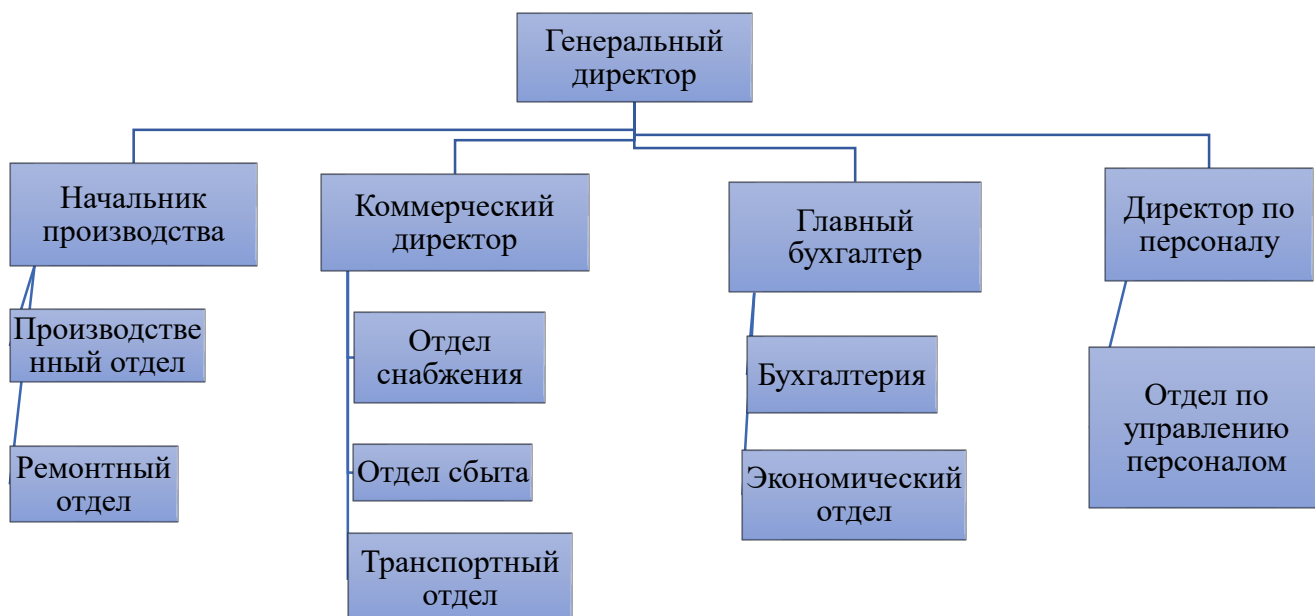 Генеральный
директор
Начальник
производства
Коммерческий
директор
Главный
бухгалтер
Директор по
персоналу
Производстве
нный отдел
Ремонтный
отдел
Отдел
снабжения
Отдел сбыта
Транспортный
отдел
Бухгалтерия
Экономический
отдел
Отдел по
управлению
персоналом